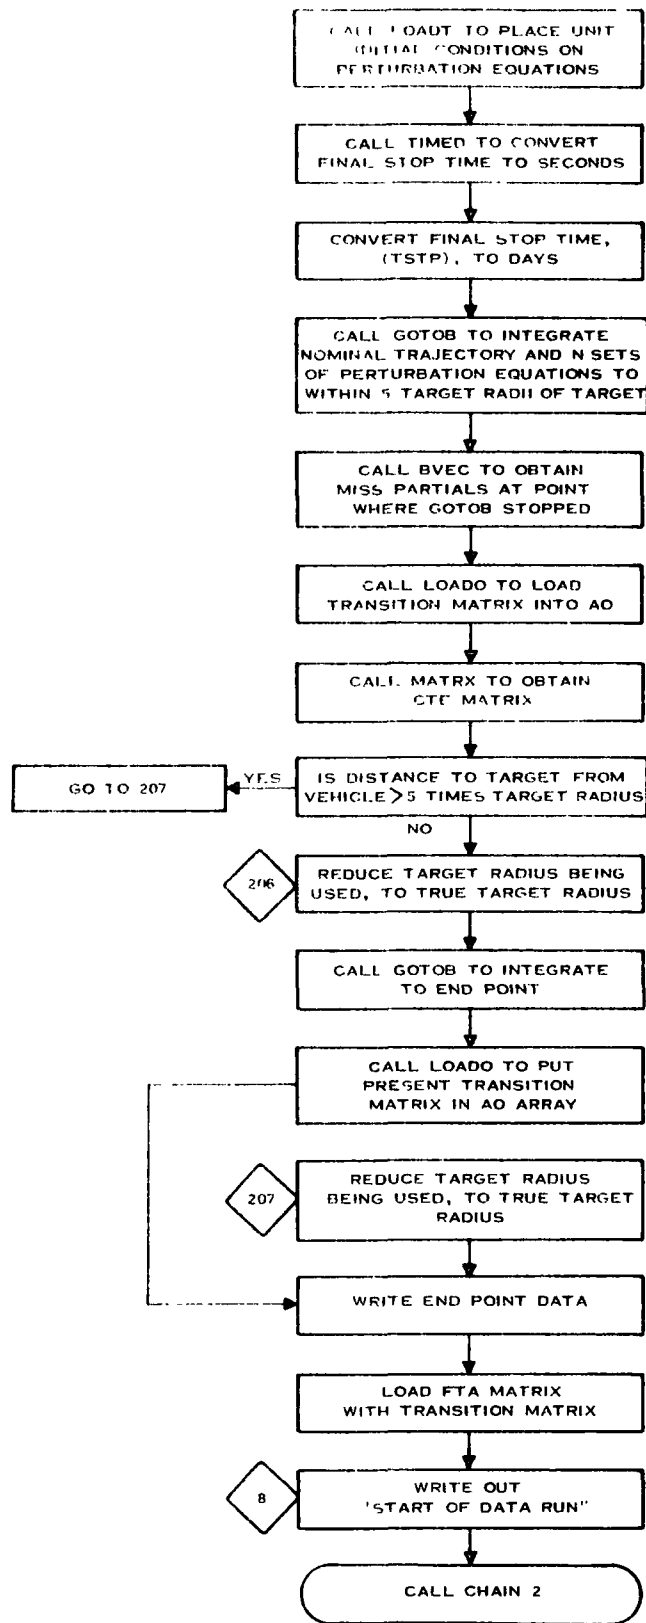 CALL LOADT TO PLACE UNIT
INITIAL CONDITIONS ON
PERTURBATION EQUATIONS
CALL TIMED TO CONVERT
FINAL STOP TIME TO SECONDS
CONVERT FINAL STOP TIME,
(TSTP), TO DAYS
CALL GOTOB TO INTEGRATE
NOMINAL TRAJECTORY AND N SETS
OF PERTURBATION EQUATIONS TO
WITHIN 5 TARGET RADII OF TARGET
CALL BVEC TO OBTAIN
MISS PARTIALS AT POINT
WHERE GOTOB STOPPED
CALL LOADO TO LOAD
TRANSITION MATRIX INTO AO
CALL MATRX TO OBTAIN
CTE MATRIX
GO TO 207
YES
IS DISTANCE TO TARGET FROM
VEHICLE > 5 TIMES TARGET RADIUS
NO
206
REDUCE TARGET RADIUS BEING
USED, TO TRUE TARGET RADIUS
CALL GOTOB TO INTEGRATE
TO END POINT
CALL LOADO TO PUT
PRESENT TRANSITION
MATRIX IN AO ARRAY
207
REDUCE TARGET RADIUS
BEING USED, TO TRUE TARGET
RADIUS
WRITE END POINT DATA
LOAD FTA MATRIX
WITH TRANSITION MATRIX
8
WRITE OUT
'START OF DATA RUN"
CALL CHAIN 2